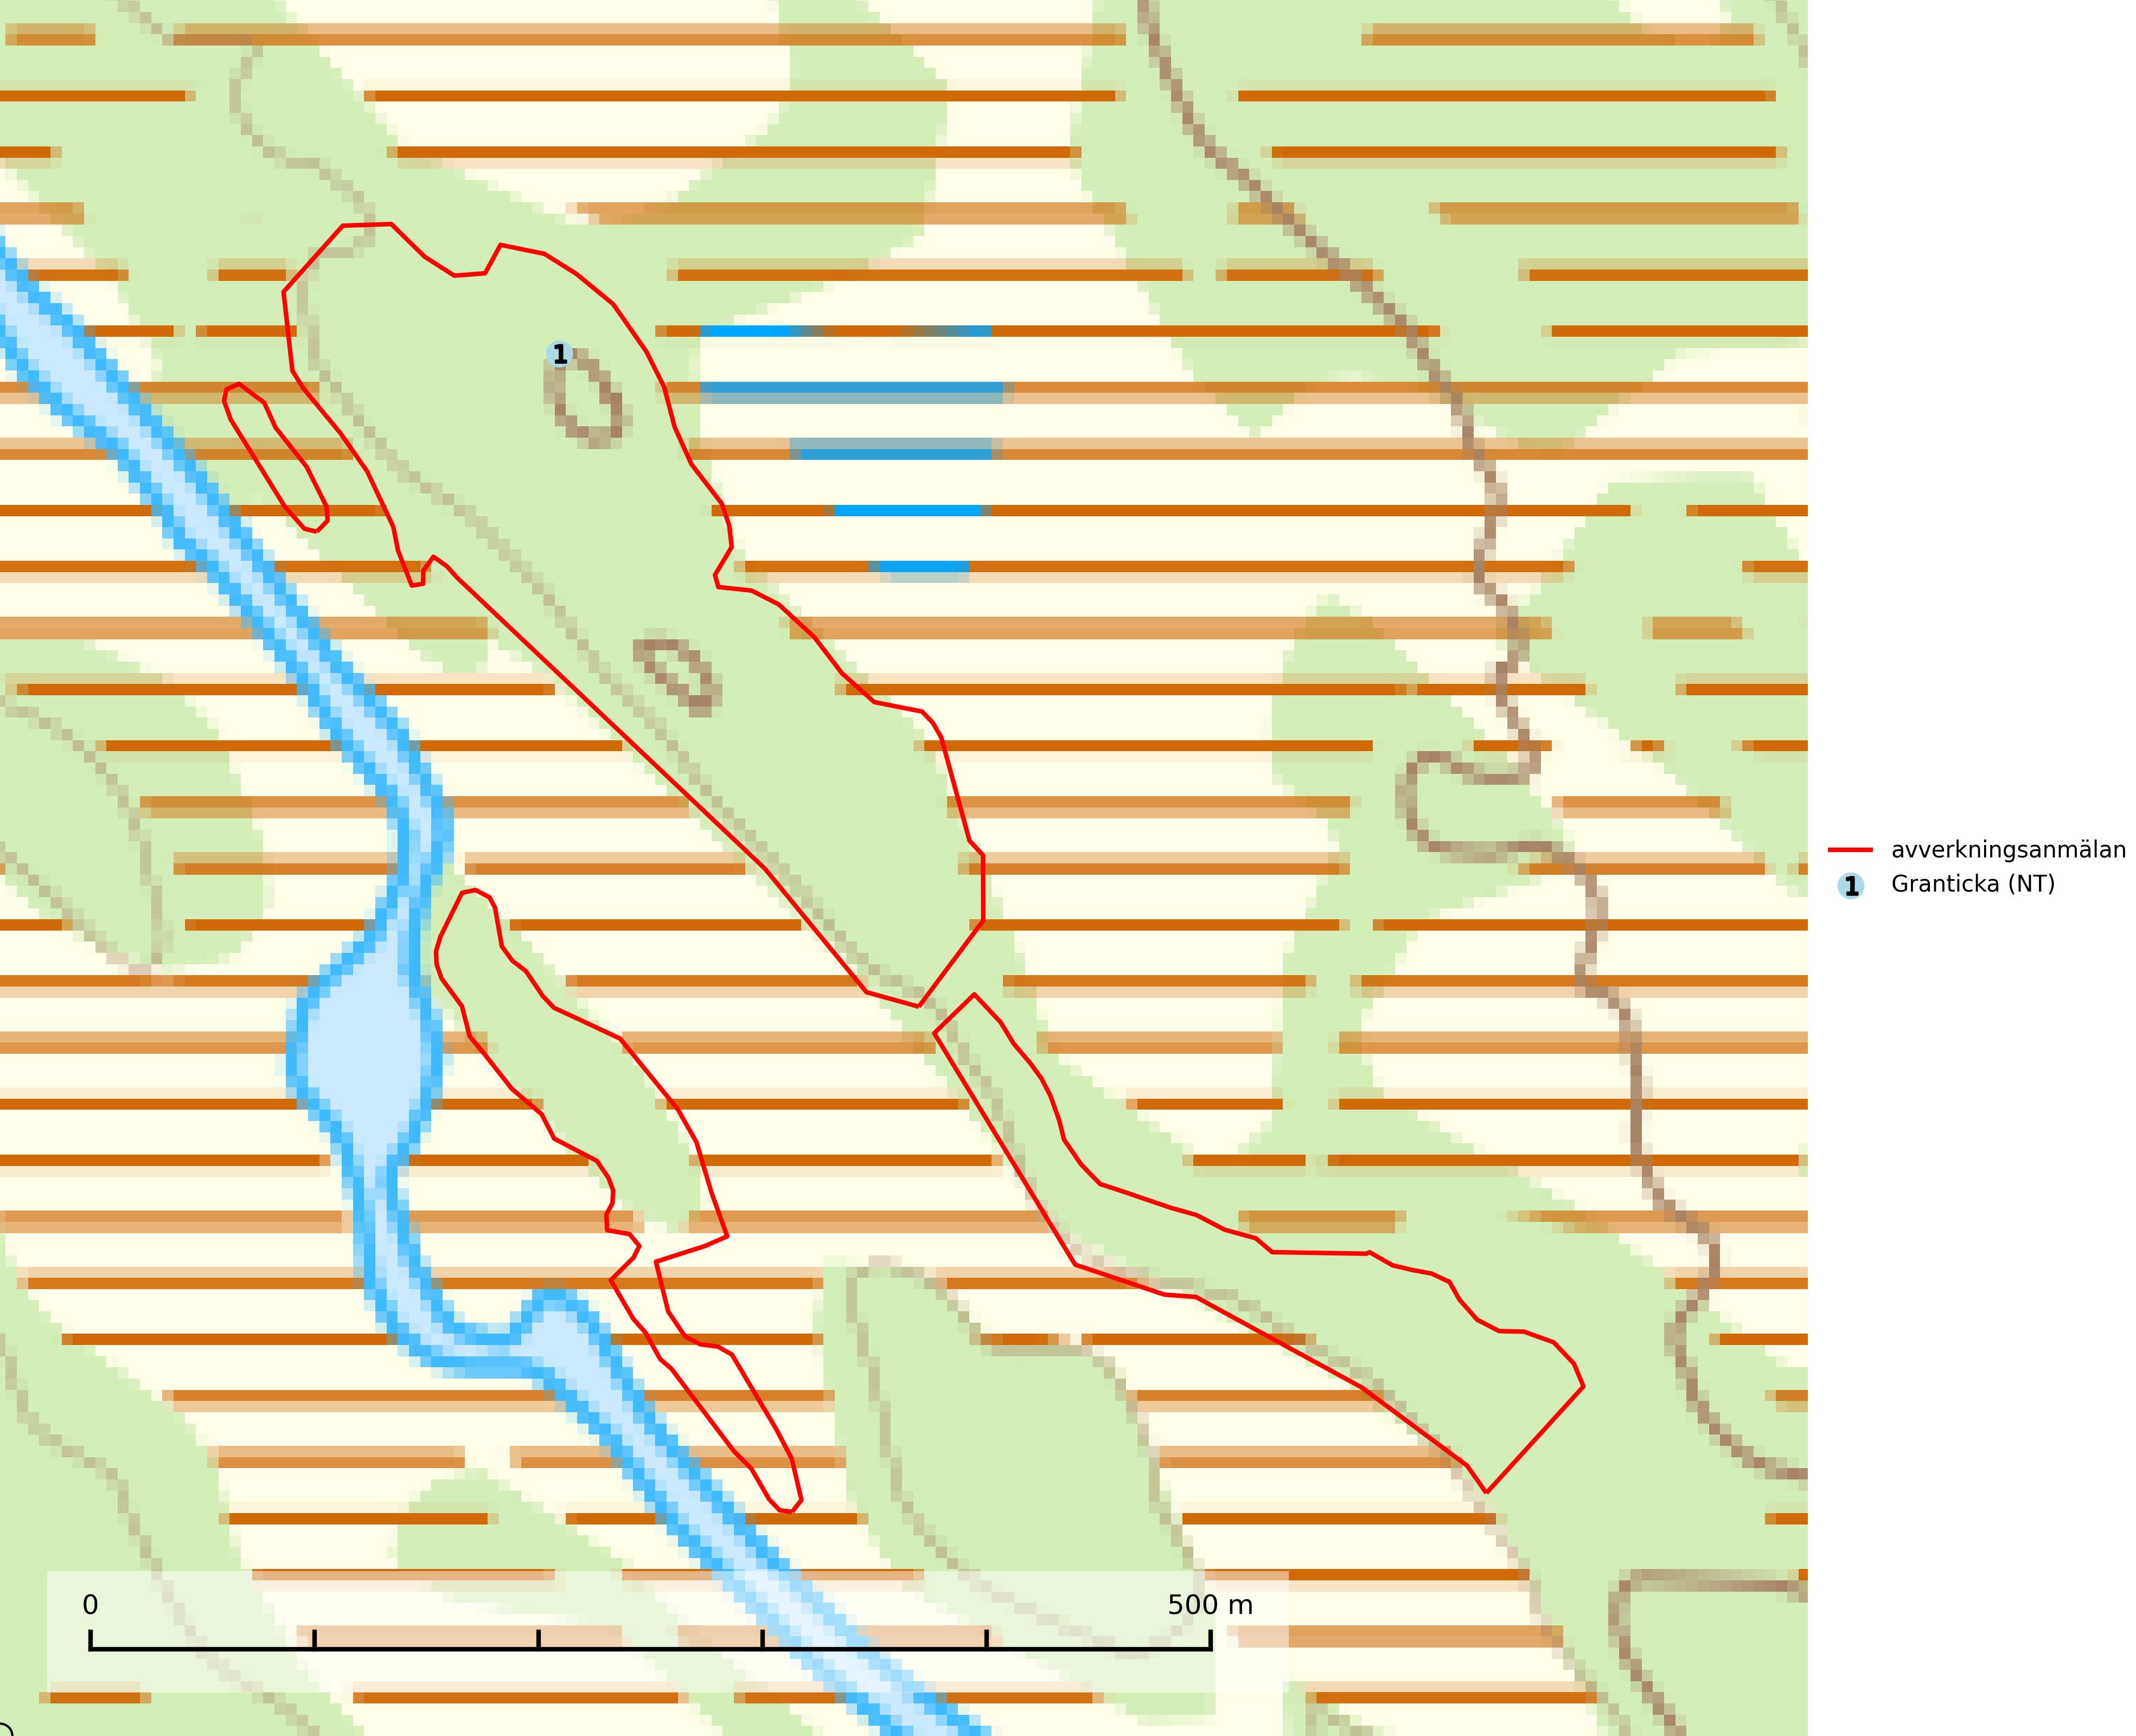 1
avverkningsanmälan
1 Granticka (NT)
0 500 m